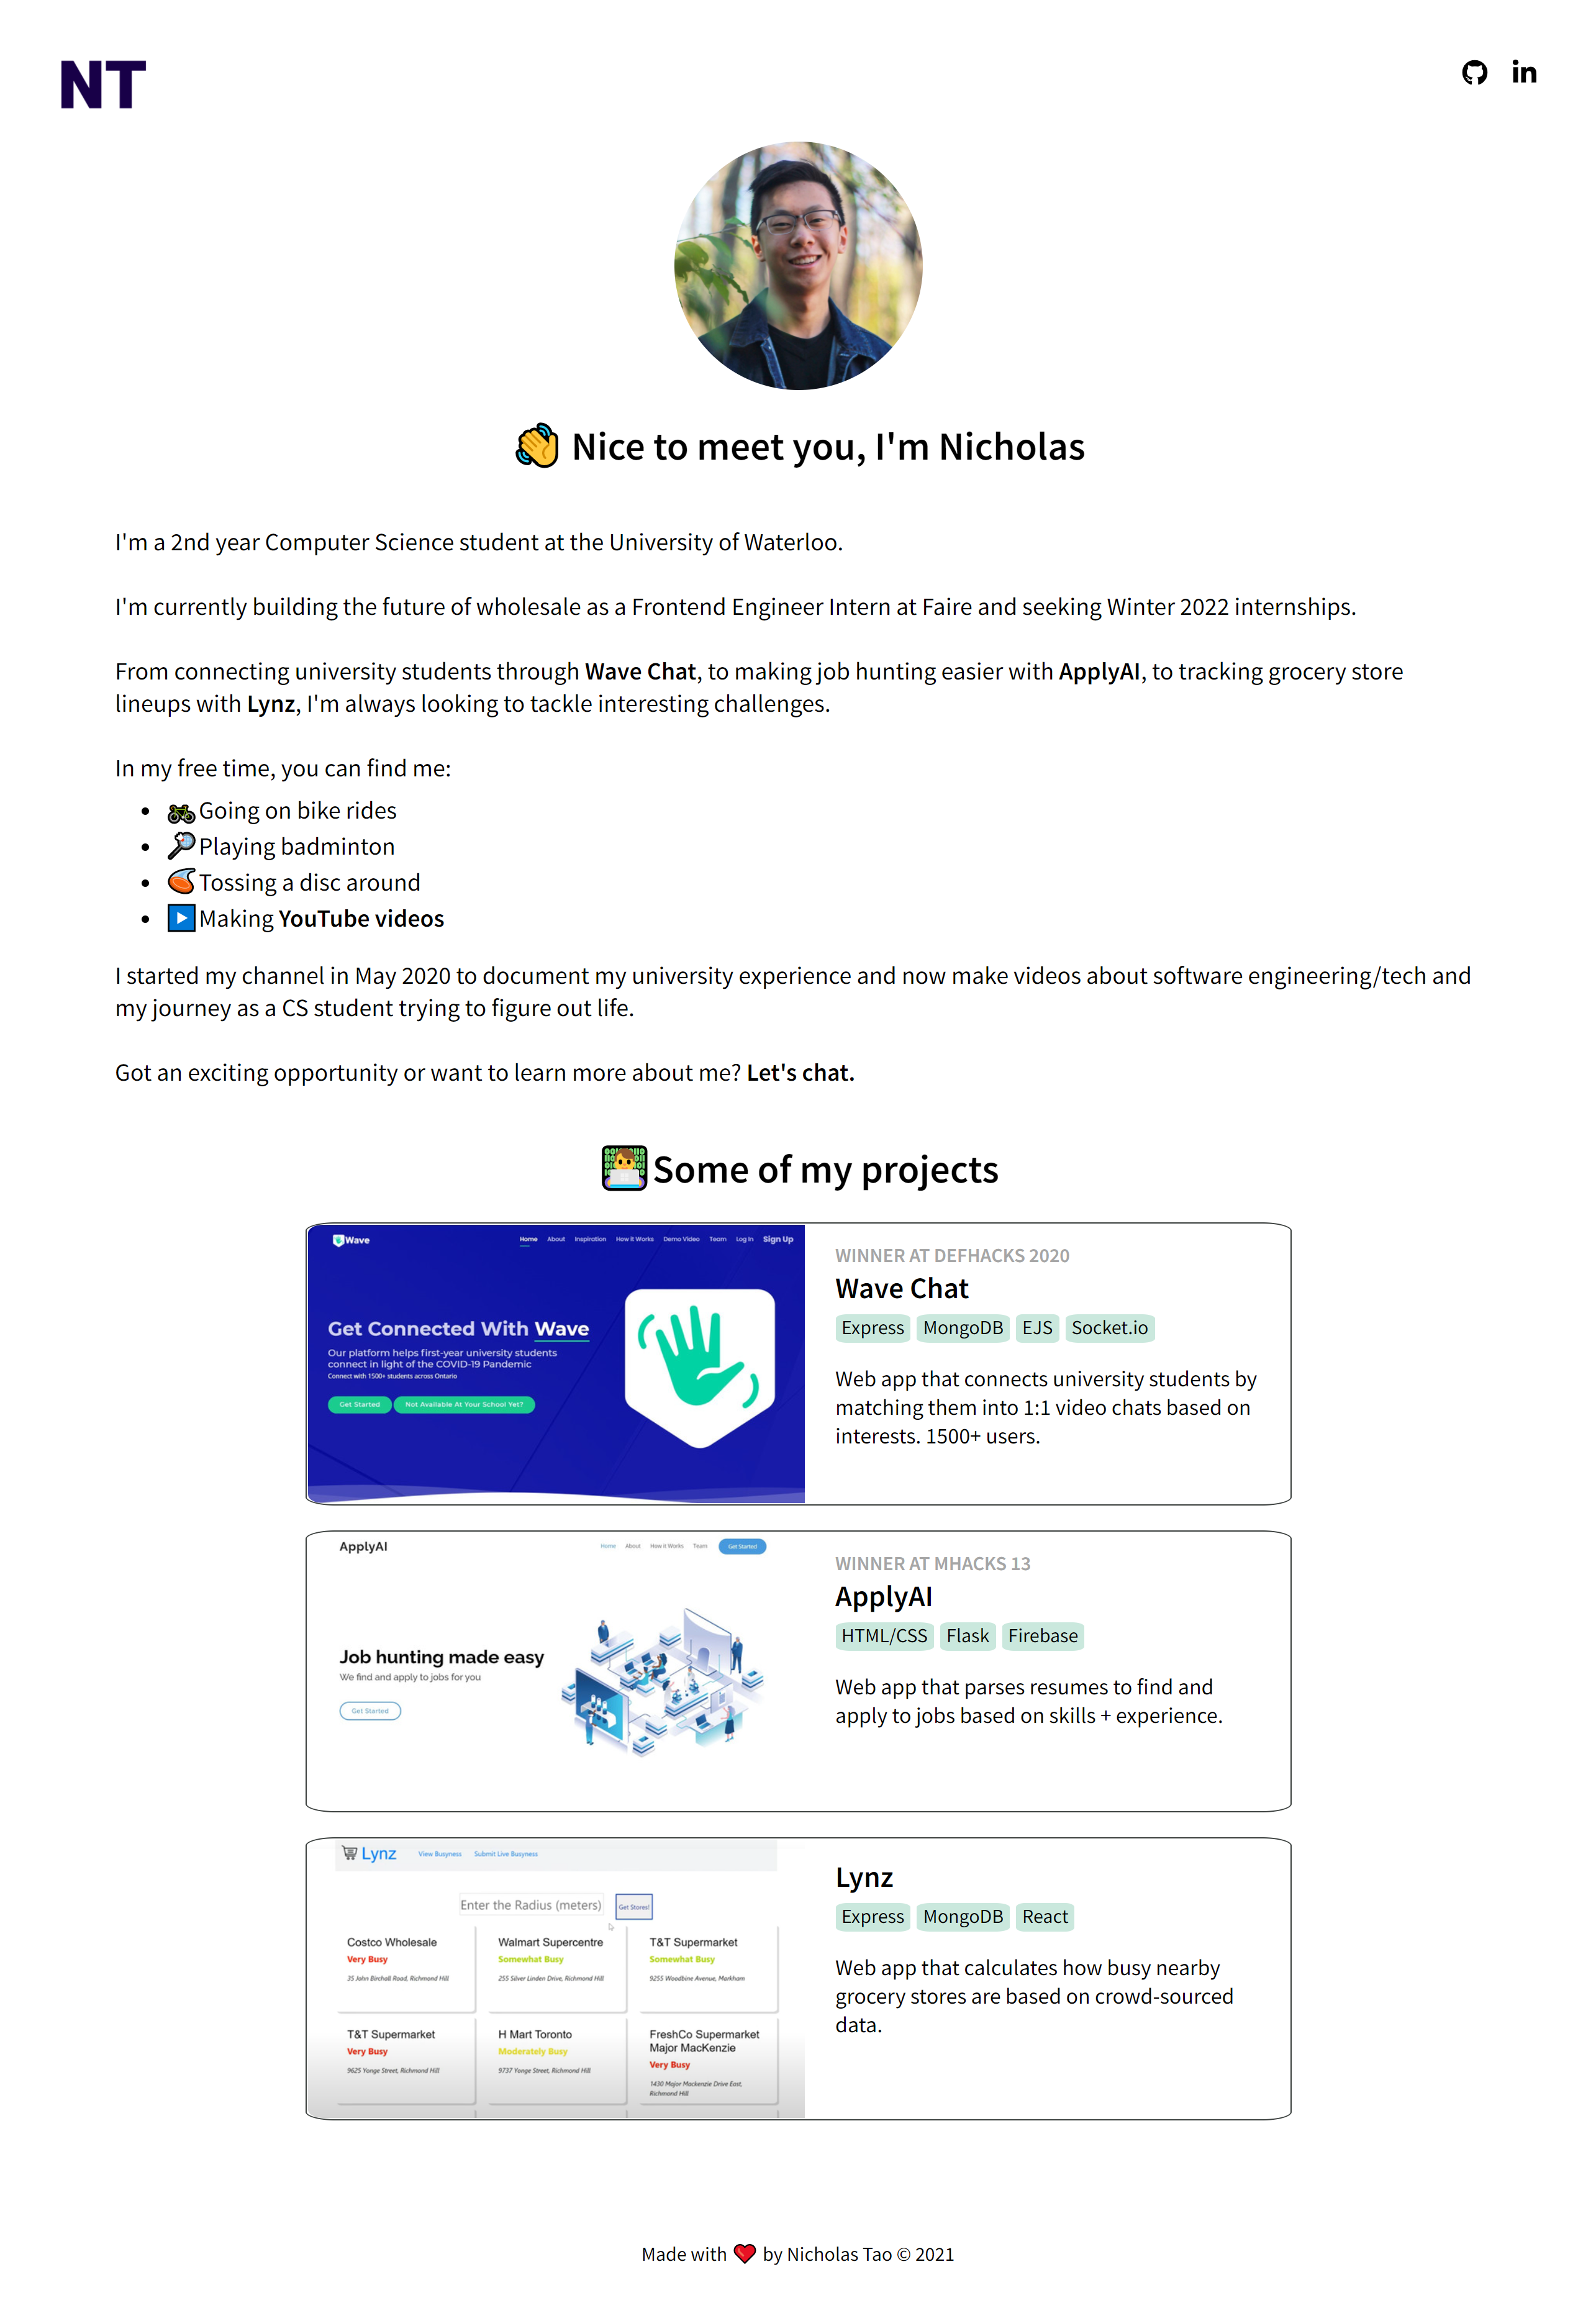 NT
in
Nice to meet you, I'm Nicholas
I'm a 2nd year Computer Science student at the University of Waterloo.
I'm currently building the future of wholesale as a Frontend Engineer Intern at Faire and seeking Winter 2022 internships.
From connecting university students through Wave Chat, to making job hunting easier with ApplyAI, to tracking grocery store
lineups with Lynz, I'm always looking to tackle interesting challenges.
In my free time, you can find me:
• Going on bike rides
• Playing badminton
• Tossing a disc around
• Making YouTube videos
I started my channel in May 2020 to document my university experience and now make videos about software engineering/tech and
my journey as a CS student trying to figure out life.
Got an exciting opportunity or want to learn more about me? Let's chat.
Some of my projects
Wave
Home About Inspiration How It Works Demo Video Team Log In Sign Up
Get Connected With Wave
Our platform helps first-year university students
connect in light of the COVID-19 Pandemic
Connect with 1500+ students across Ontario
Get Started Not Available At Your School Yet?
WINNER AT DEFHACKS 2020
Wave Chat
Express MongoDB EJS Socket.io
Web app that connects university students by
matching them into 1:1 video chats based on
interests. 1500+ users.
ApplyAI
Home About How it Works Team Get Started
Job hunting made easy
We find and apply to jobs for you
Get Started
WINNER AT MHACKS 13
ApplyAI
HTML/CSS Flask Firebase
Web app that parses resumes to find and
apply to jobs based on skills + experience.
Lynz View Busyness Submit Live Busyness
Enter the Radius (meters) Get Stores!
Costco Wholesale
Very Busy
35 John Birchall Road, Richmond Hill
Walmart Supercentre
Somewhat Busy
255 Silver Linden Drive, Richmond Hill
T&T Supermarket
Somewhat Busy
9255 Woodbine Avenue, Markham
T&T Supermarket
Very Busy
9625 Yonge Street, Richmond Hill
H Mart Toronto
Moderately Busy
9737 Yonge Street, Richmond Hill
FreshCo Supermarket
Major MacKenzie
Very Busy
1430 Major Mackenzie Drive East,
Richmond Hill
Lynz
Express MongoDB React
Web app that calculates how busy nearby
grocery stores are based on crowd-sourced
data.
Made with ❤ by Nicholas Tao © 2021